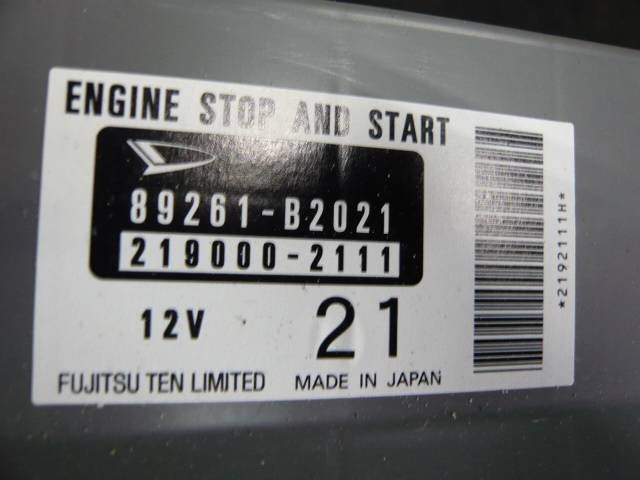 ENGINE STOP AND START
89261-B2021
219000-2111
12V
21
FUJITSU TEN LIMITED MADE IN JAPAN
*2192111H*